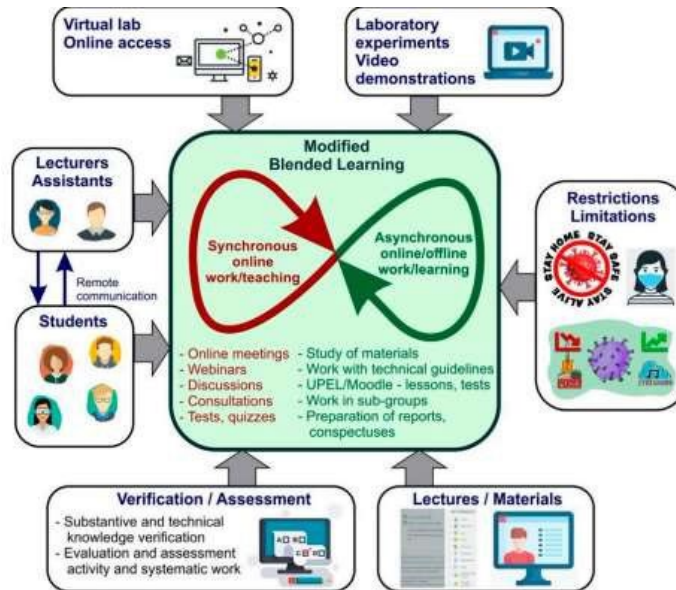 Virtual lab
Online access
Laboratory
experiments
Video
demonstrations
Modified
Blended Learning
Lecturers
Assistants
Restrictions
Limitations
STAY HOME STAY SAFE
STAY ALIVE
Synchronous
online
work/teaching
Asynchronous
online/offline
work/learning
Remote
communication
Students
- Online meetings
- Webinars
- Discussions
- Consultations
- Tests, quizzes
- Study of materials
- Work with technical guidelines
- UPEL/Moodle - lessons, tests
- Work in sub-groups
- Preparation of reports,
conspectuses
Verification / Assessment
- Substantive and technical
knowledge verification
- Evaluation and assessment
activity and systematic work
Lectures / Materials